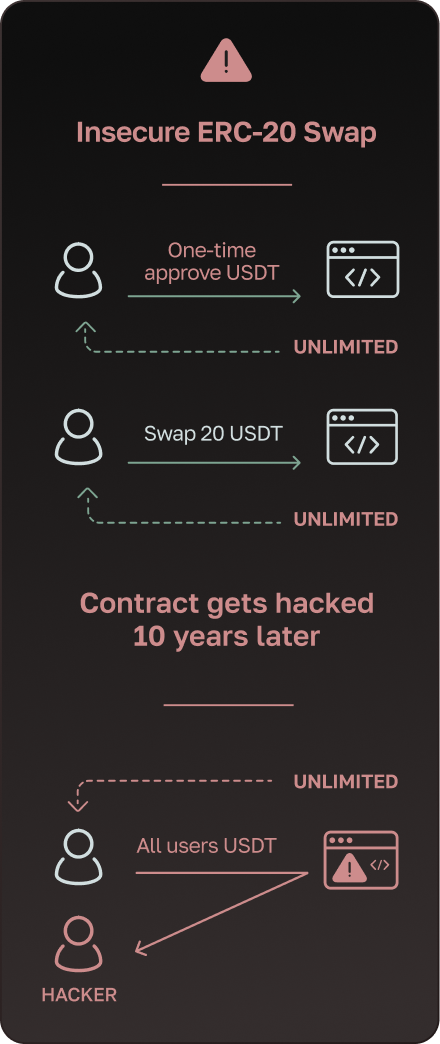 Insecure ERC-20 Swap
One-time
approve USDT
</>
UNLIMITED
Swap 20 USDT
</>
UNLIMITED
Contract gets hacked
10 years later
UNLIMITED
All users USDT
</>
HACKER